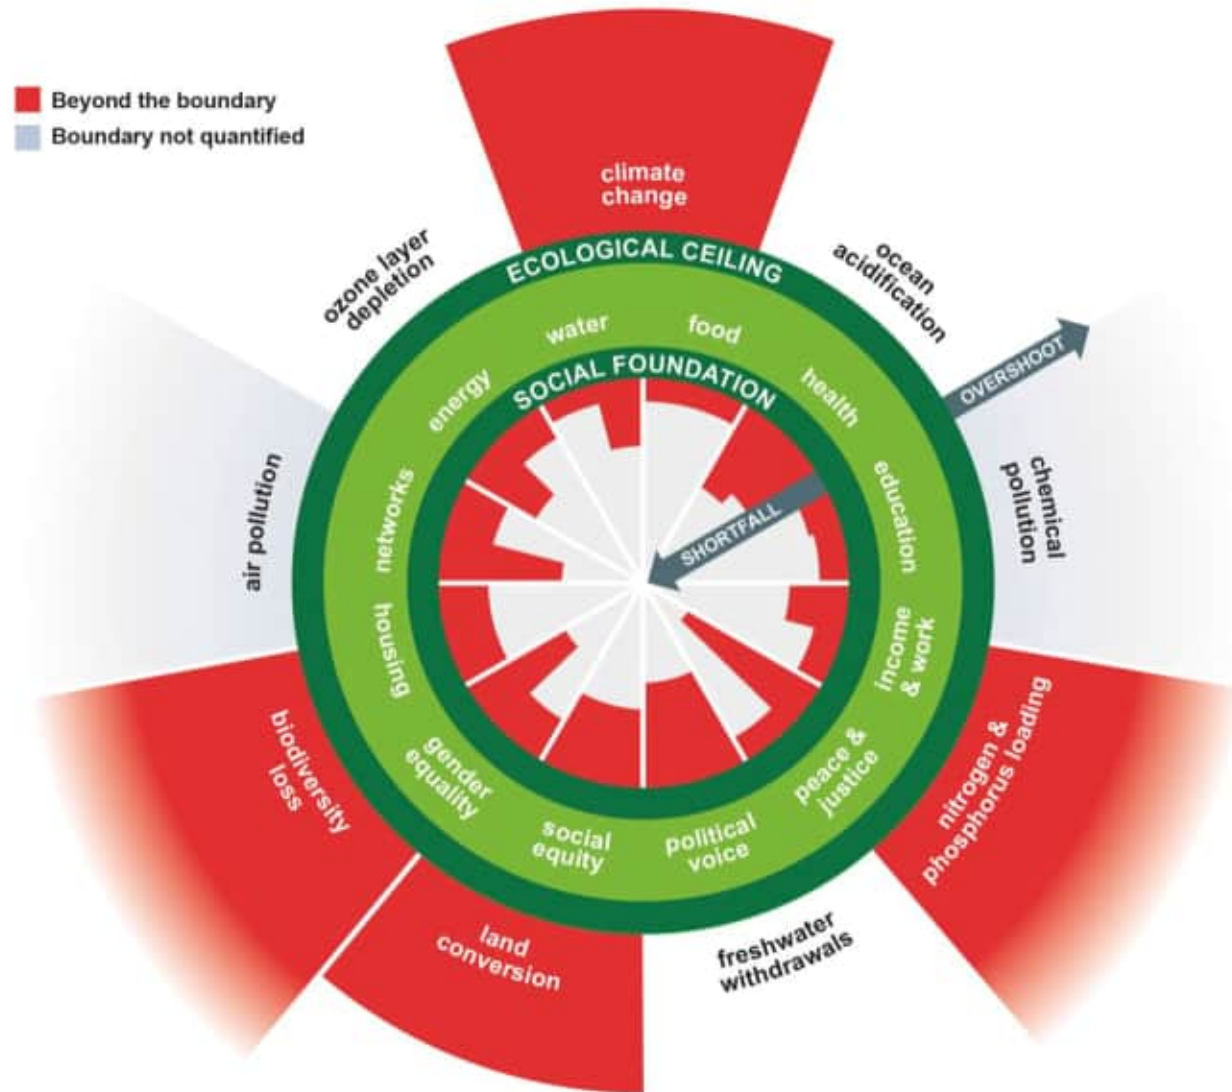 Beyond the boundary
Boundary not quantified
climate
change
ocean
acidification
OVERSHOOT
chemical
pollution
nitrogen &
phosphorus loading
freshwater
withdrawals
land
conversion
biodiversity
loss
air pollution
ozone layer
depletion
ECOLOGICAL CEILING
water
food
health
education
income
& work
peace &
justice
political
voice
social
equity
gender
equality
housing
networks
energy
SOCIAL FOUNDATION
SHORTFALL